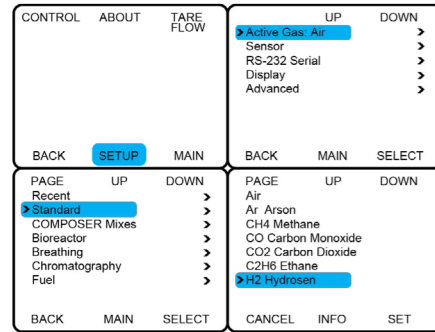 CONTROL ABOUT TARE FLOW
BACK SETUP MAIN
UP DOWN
Active Gas: Air
Sensor
RS-232 Serial
Display
Advanced
BACK MAIN SELECT
PAGE UP DOWN
Recent
Standard
COMPOSER Mixes
Bioreactor
Breathing
Chromatography
Fuel
BACK MAIN SELECT
PAGE UP DOWN
Air
Ar Arson
CH4 Methane
CO Carbon Monoxide
CO2 Carbon Dioxide
C2H6 Ethane
H2 Hydrosen
CANCEL INFO SET